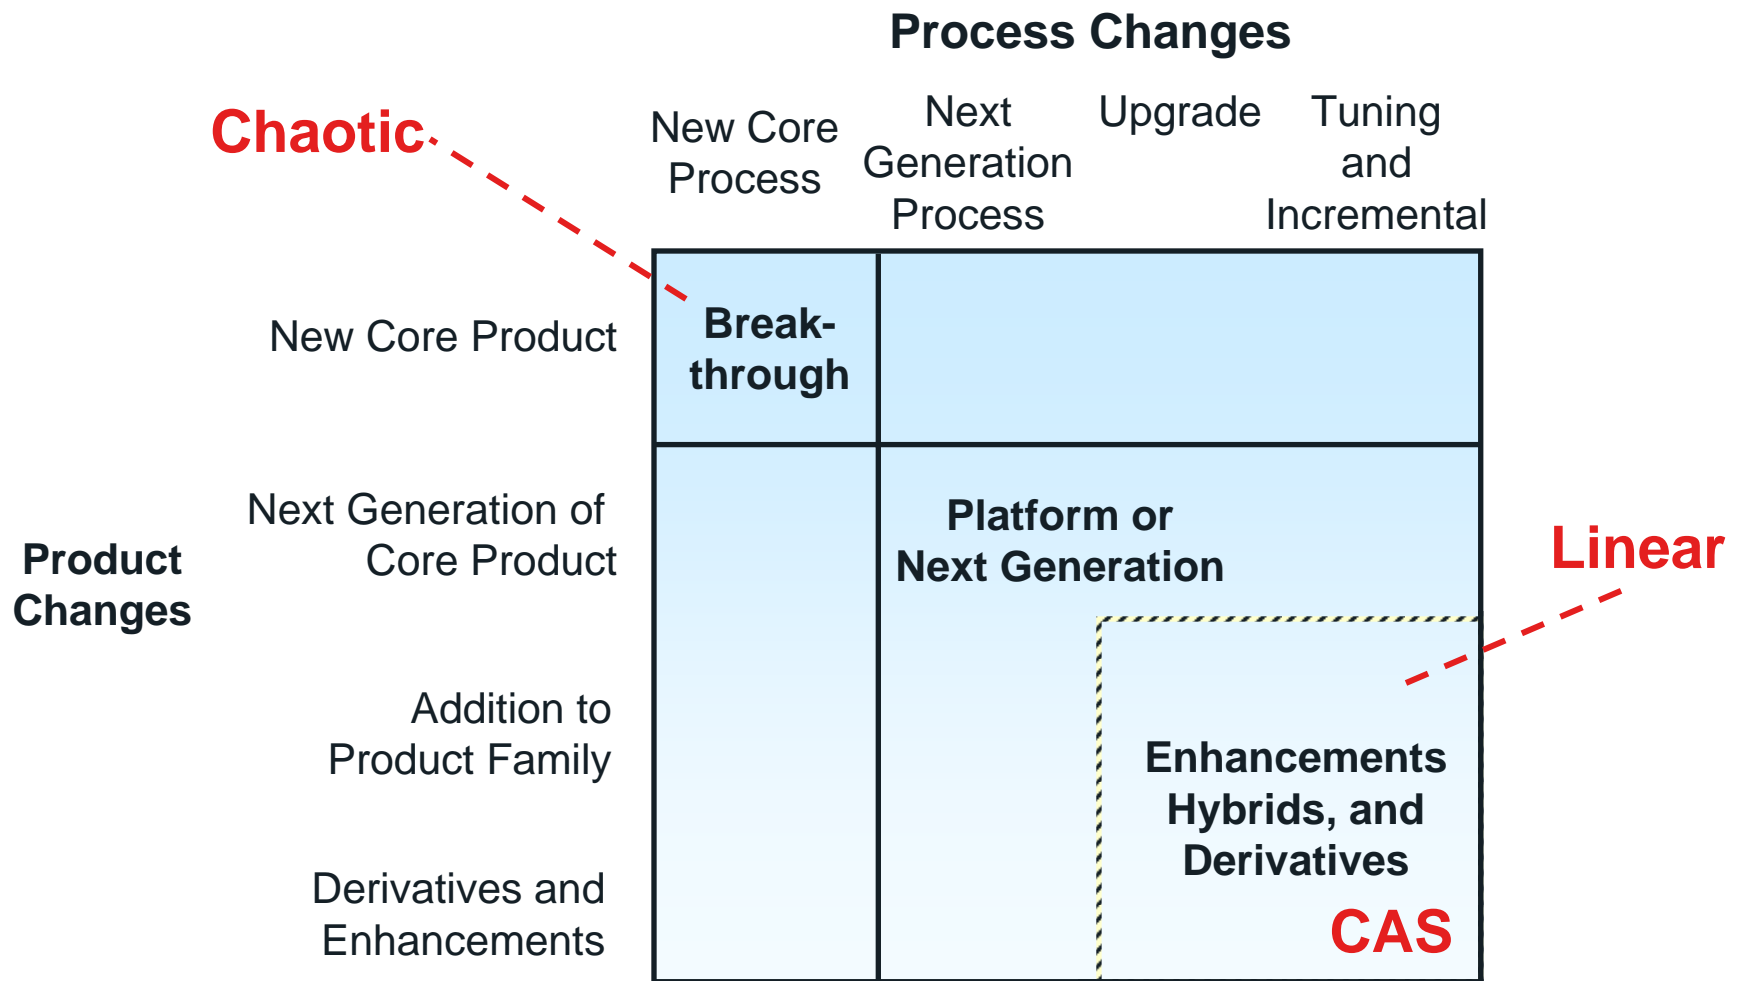 Process Changes
Chaotic
New Core
Process
Next
Generation
Process
Upgrade
Tuning
and
Incremental
New Core Product
Break-
through
Next Generation of
Core Product
Platform or
Next Generation
Product
Changes
Linear
Addition to
Product Family
Enhancements
Hybrids, and
Derivatives
Derivatives and
Enhancements
CAS